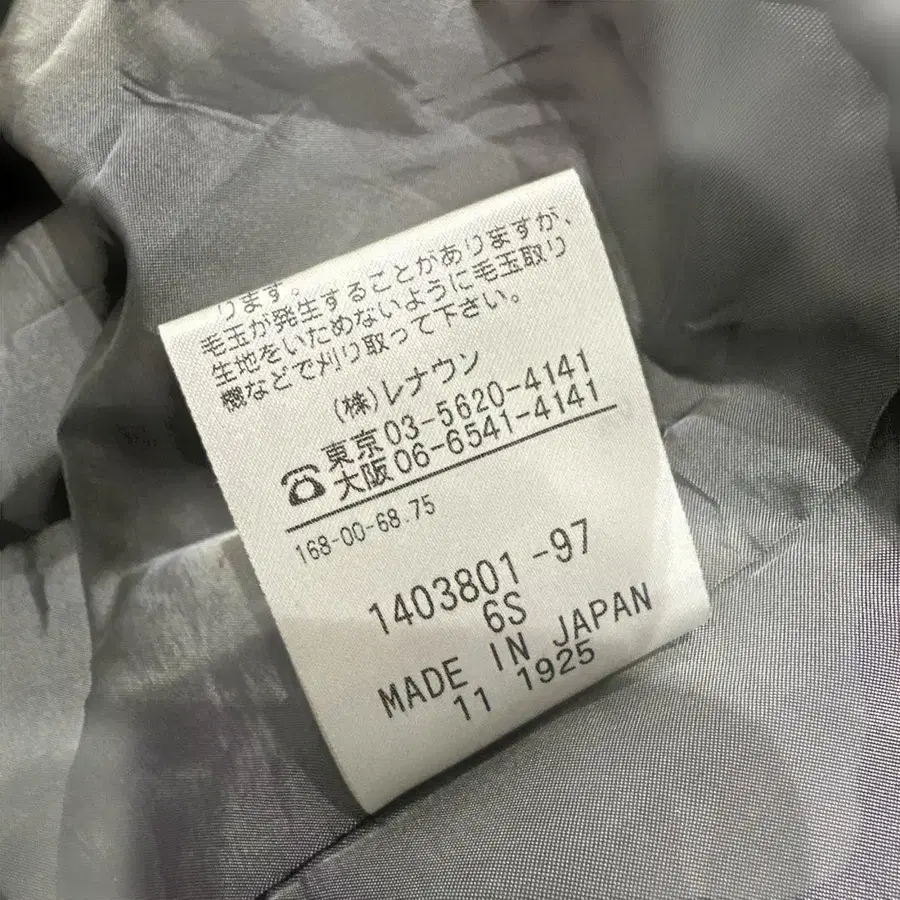 ります。
毛玉が発生することがありますが、
生地をいためないように毛玉取り
機などで刈り取って下さい。
(株)レナウン
東京03-5620-4141
大阪06-6541-4141
168-00-68.75
1403801-97
6S
MADE IN JAPAN
11 1925